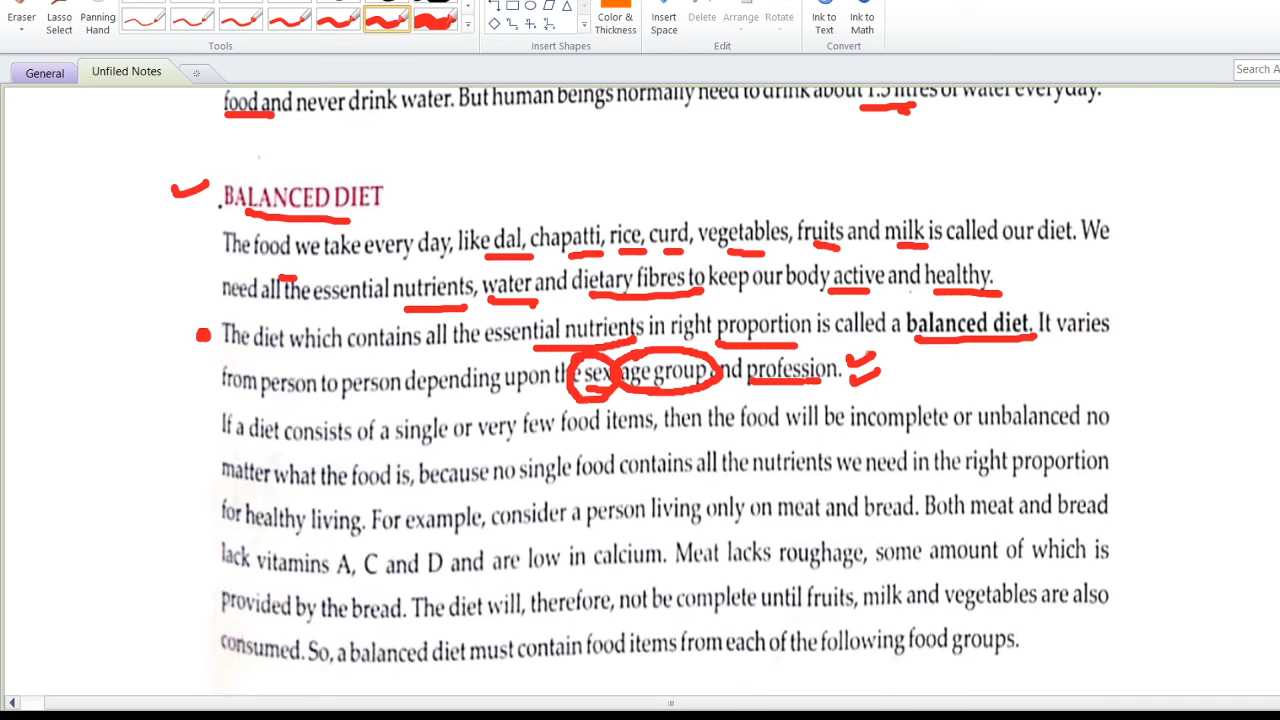 Eraser
Lasso Select
Panning Hand
Color & Thickness
Insert Space
Delete
Arrange
Rotate
Ink to Text
Ink to Math
Tools
Insert Shapes
Edit
Convert
General
Unfiled Notes
Search A
food and never drink water. But human beings normally need to drink about 1.5 litres of water everyday.
BALANCED DIET
The food we take every day, like dal, chapatti, rice, curd, vegetables, fruits and milk is called our diet. We
need all the essential nutrients, water and dietary fibres to keep our body active and healthy.
The diet which contains all the essential nutrients in right proportion is called a balanced diet. It varies
from person to person depending upon the sex, age group and profession.
If a diet consists of a single or very few food items, then the food will be incomplete or unbalanced no
matter what the food is, because no single food contains all the nutrients we need in the right proportion
for healthy living. For example, consider a person living only on meat and bread. Both meat and bread
lack vitamins A, C and D and are low in calcium. Meat lacks roughage, some amount of which is
provided by the bread. The diet will, therefore, not be complete until fruits, milk and vegetables are also
consumed. So, a balanced diet must contain food items from each of the following food groups.